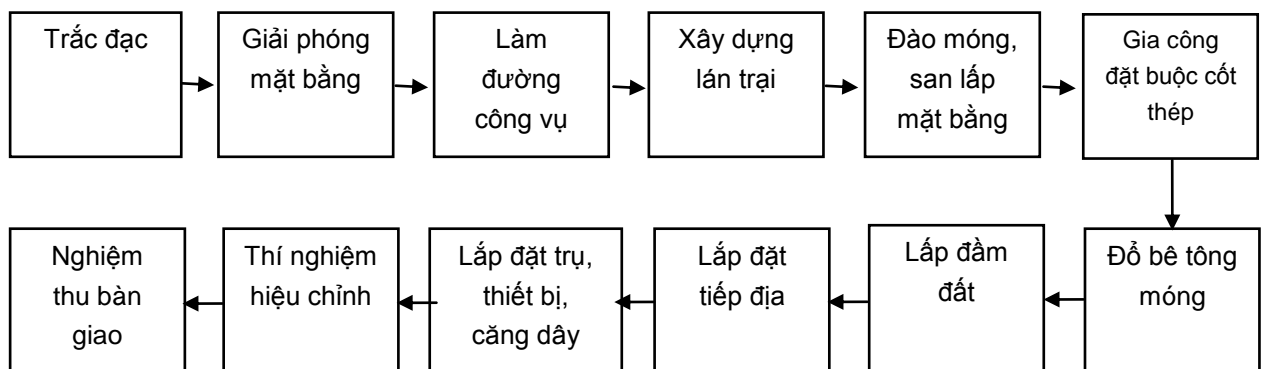 Trắc đạc
Giải phóng
mặt bằng
Làm
đường
công vụ
Xây dựng
lán trại
Đào móng,
san lấp
mặt bằng
Gia công
đặt buộc cốt
thép
Đổ bê tông
móng
Lấp đầm
đất
Lắp đặt
tiếp địa
Lắp đặt trụ,
thiết bị,
căng dây
Thí nghiệm
hiệu chỉnh
Nghiệm
thu bàn
giao